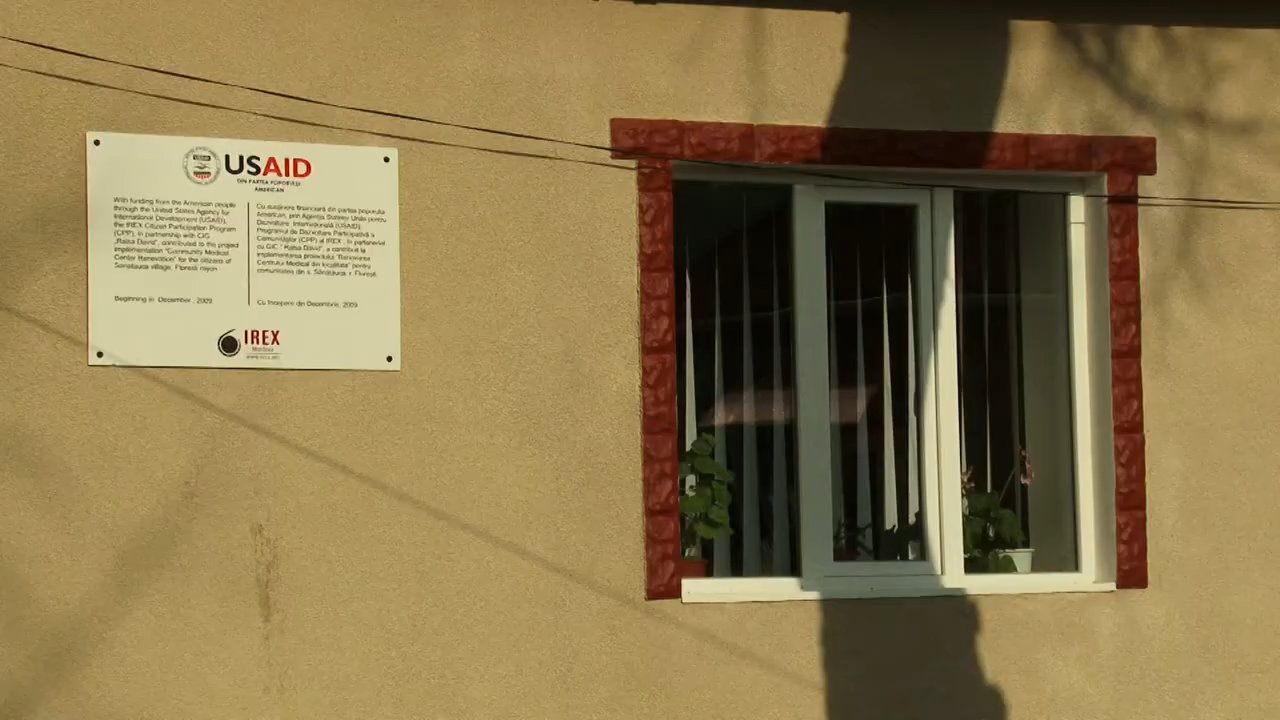 USAID
DIN PARTEA POPORULUI
AMERICAN
With funding from the American people
through the United States Agency for
International Development (USAID),
the IREX Citizen Participation Program
(CPP), in partnership with CIG
„Raisa David”, contributed to the project
implementation "Community Medical
Center Renovation" for the citizens of
village, Floresti rayon
Beginning in December , 2009
Cu susținere financiară din partea poporului
American, prin Agenția Statelor Unite pentru
Dezvoltare Internațională (USAID),
Programul de Dezvoltare Participativă a
Comunităților (CPP) al IREX , în parteneriat
cu GIC " Raisa David", a contribuit la
implementarea proiectului "Renovarea
Centrului Medical din localitate" pentru
comunitatea din s. r. Florești.
Cu începere din Decembrie, 2009
IREX
Moldova